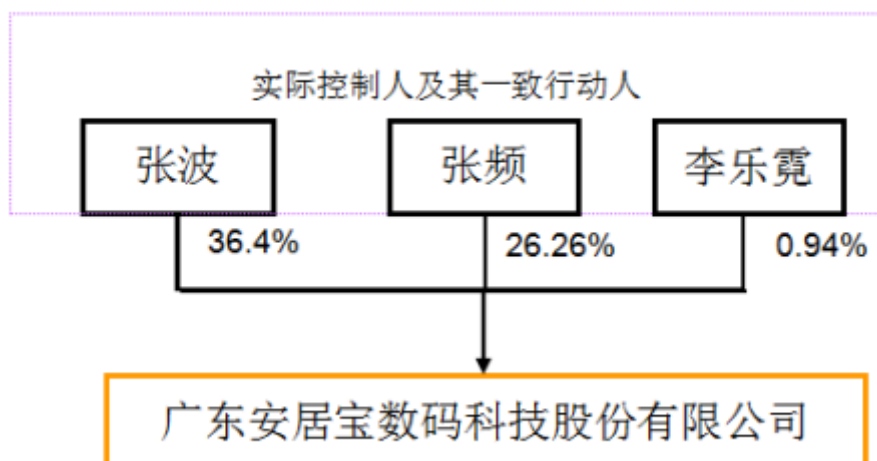 实际控制人及其一致行动人
张波 张频 李乐霓
36.4% 26.26% 0.94%
广东安居宝数码科技股份有限公司